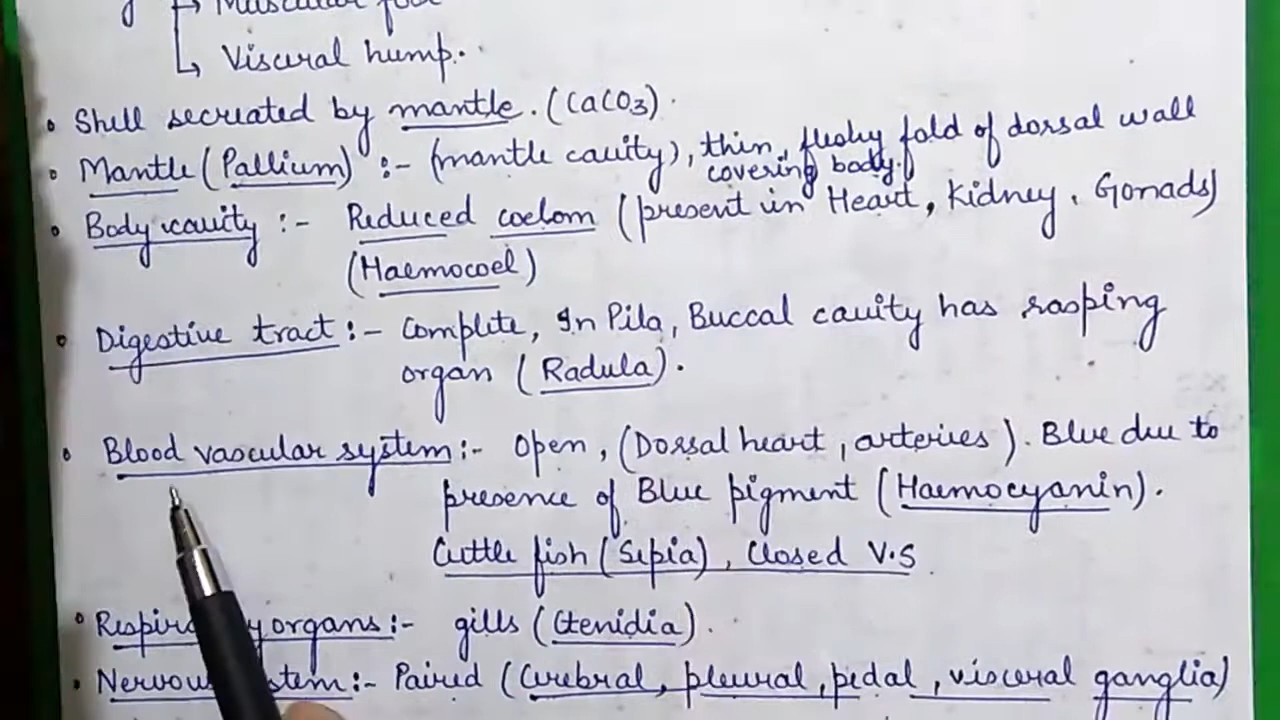 ↳ Visceral hump.
• Shell secreated by mantle. (CaCO3).
• Mantle (Pallium) :- (mantle cavity), thin, fleshy fold of dorsal wall
covering body.
• Body cavity :- Reduced coelom (present in Heart, Kidney, Gonads)
(Haemocoel)
• Digestive tract :- Complete, In Pila, Buccal cavity has rasping
organ (Radula).
• Blood vascular system :- Open, (Dorsal heart, arteries). Blue due to
presence of Blue pigment (Haemocyanin).
Cuttle fish (Sepia), Closed V.S
• organs :- gills (Ctenidia).
• :- Paired (Cerebral, pleural, pedal, visceral ganglia)